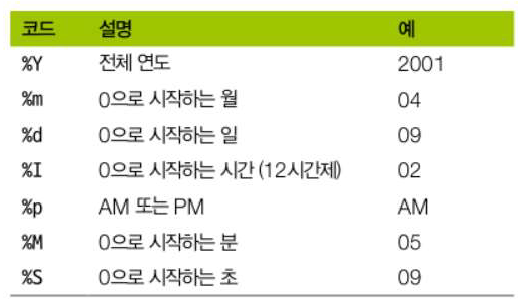 코드 설명 예
%Y 전체 연도 2001
%m 0으로 시작하는 월 04
%d 0으로 시작하는 일 09
%I 0으로 시작하는 시간 (12시간제) 02
%p AM 또는 PM AM
%M 0으로 시작하는 분 05
%S 0으로 시작하는 초 09